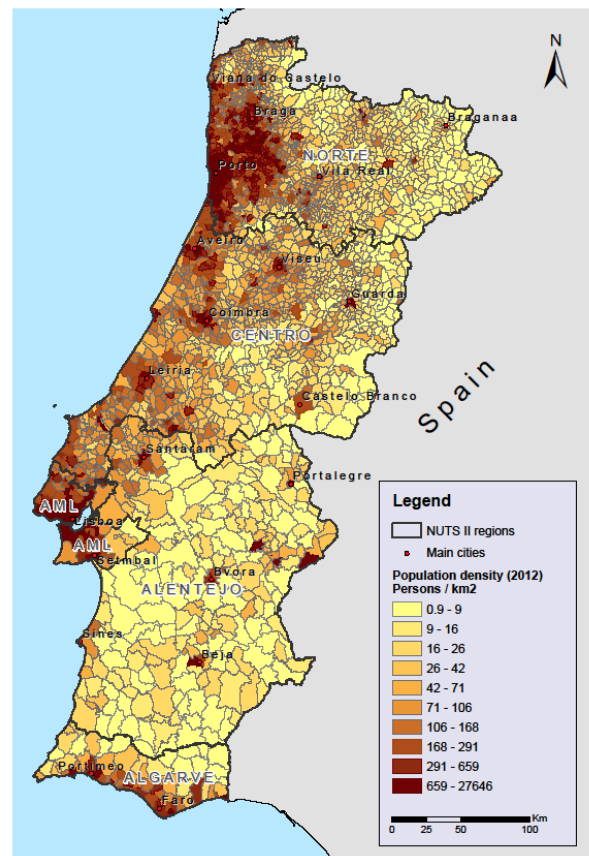 N
Viana do Castelo
Braganaa
Braga
NORTE
Porto
Vila Real
Aveiro
Viseu
Guarda
Coimbra
CENTRO
Leiria
Castelo Branco
Spain
Santaram
Portalegre
AML
Lisboa
AML
Setmbal
Bvora
ALENTEJO
Sines
Beja
Portimeo
ALGARVE
Faro
Legend
NUTS II regions
Main cities
Population density (2012)
Persons / km2
0.9 - 9
9 - 16
16 - 26
26 - 42
42 - 71
71 - 106
106 - 168
168 - 291
291 - 659
659 - 27646
Km
0 25 50 100